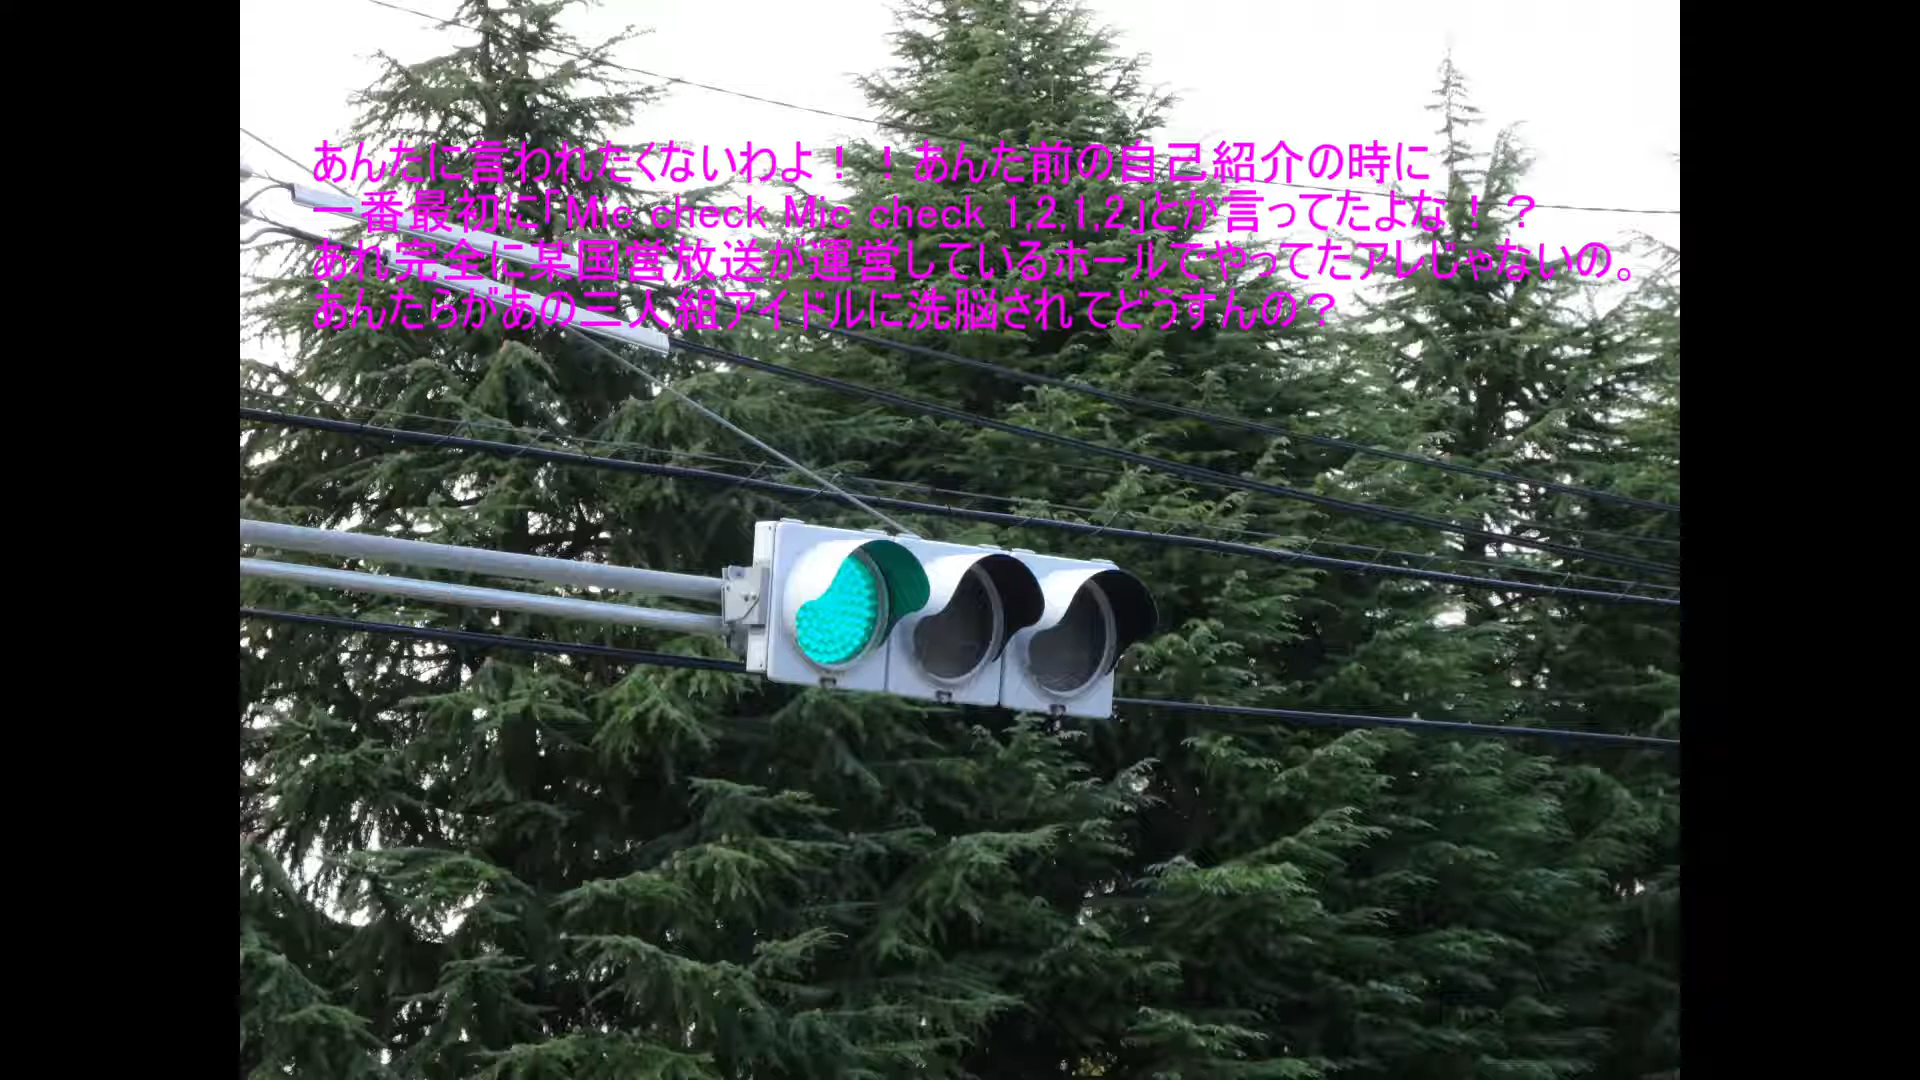 あんたに言われたくないわよ！！あんた前の自己紹介の時に
一番最初に「Mic check Mic check 1,2,1,2」とか言ってたよな！？
あれ完全に某国営放送が運営しているホールでやってたアレじゃないの。
あんたらがあの三人組アイドルに洗脳されてどうすんの？